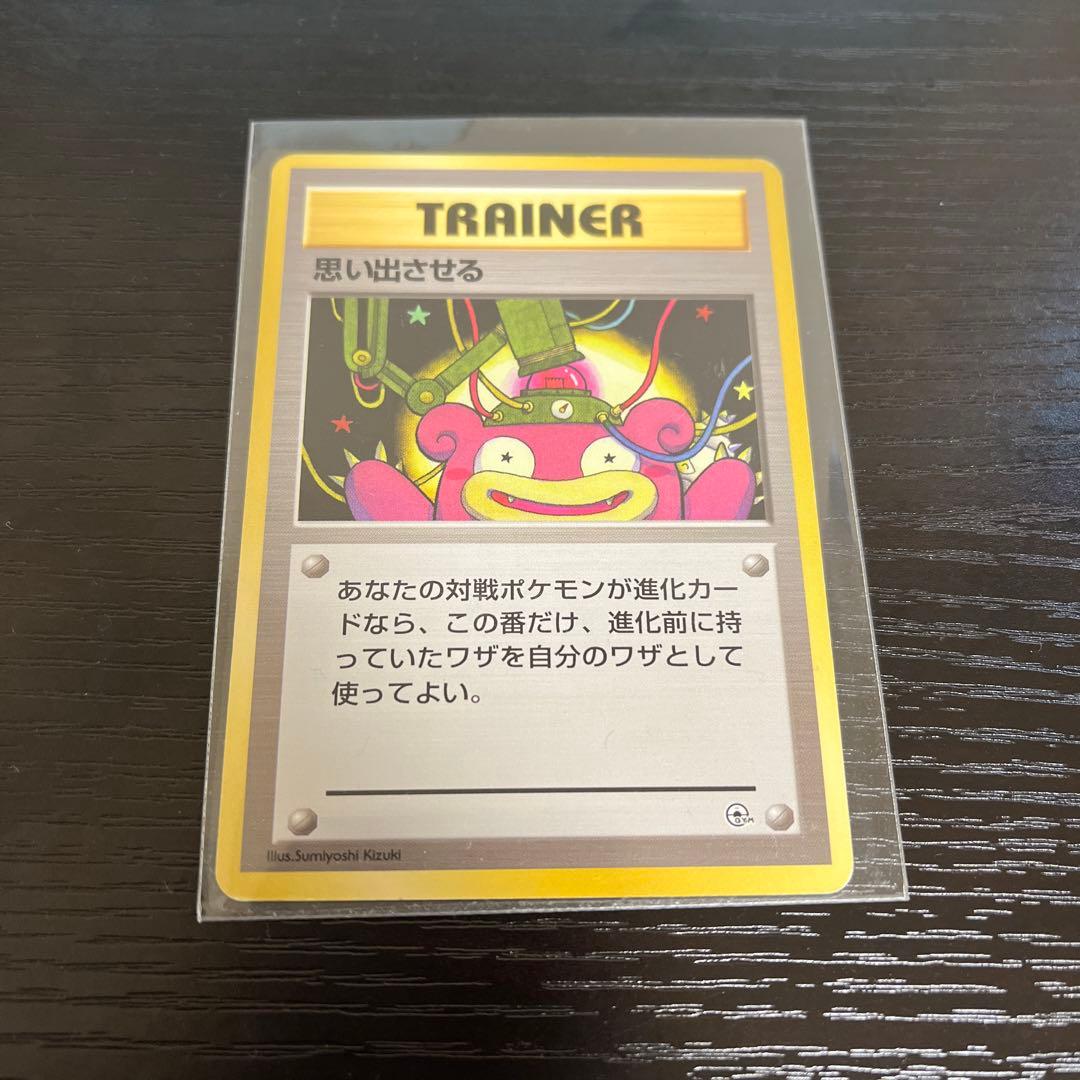 TRAINER
思い出させる
あなたの対戦ポケモンが進化カー
ドなら、この番だけ、進化前に持
っていたワザを自分のワザとして
使ってよい。
GYM
Illus.Sumiyoshi Kizuki